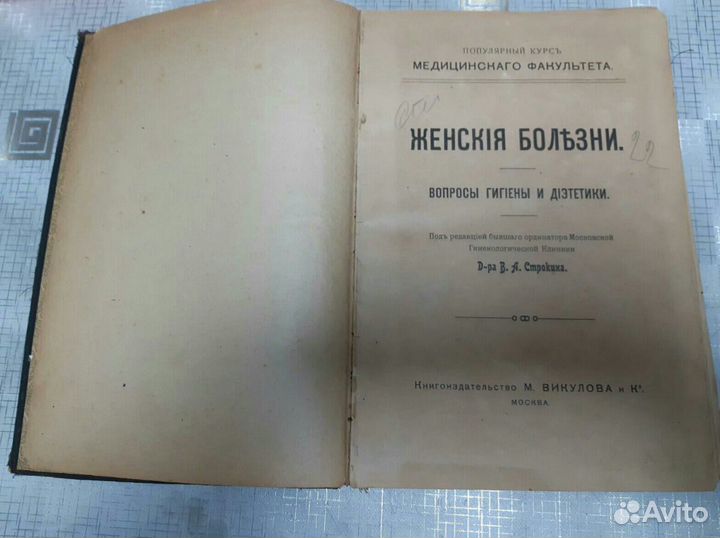 ПОПУЛЯРНЫЙ КУРСЪ
МЕДИЦИНСКАГО ФАКУЛЬТЕТА.
ЖЕНСКІЯ БОЛѢЗНИ.
22
ВОПРОСЫ ГИГІЕНЫ И ДІЭТЕТИКИ.
Подъ редакціей бывшаго ординатора Московской
Гинекологической Клиники
Д-ра В. А. Строкина.
Книгоиздательство М. ВИКУЛОВА и Ко.
МОСКВА.
Avito